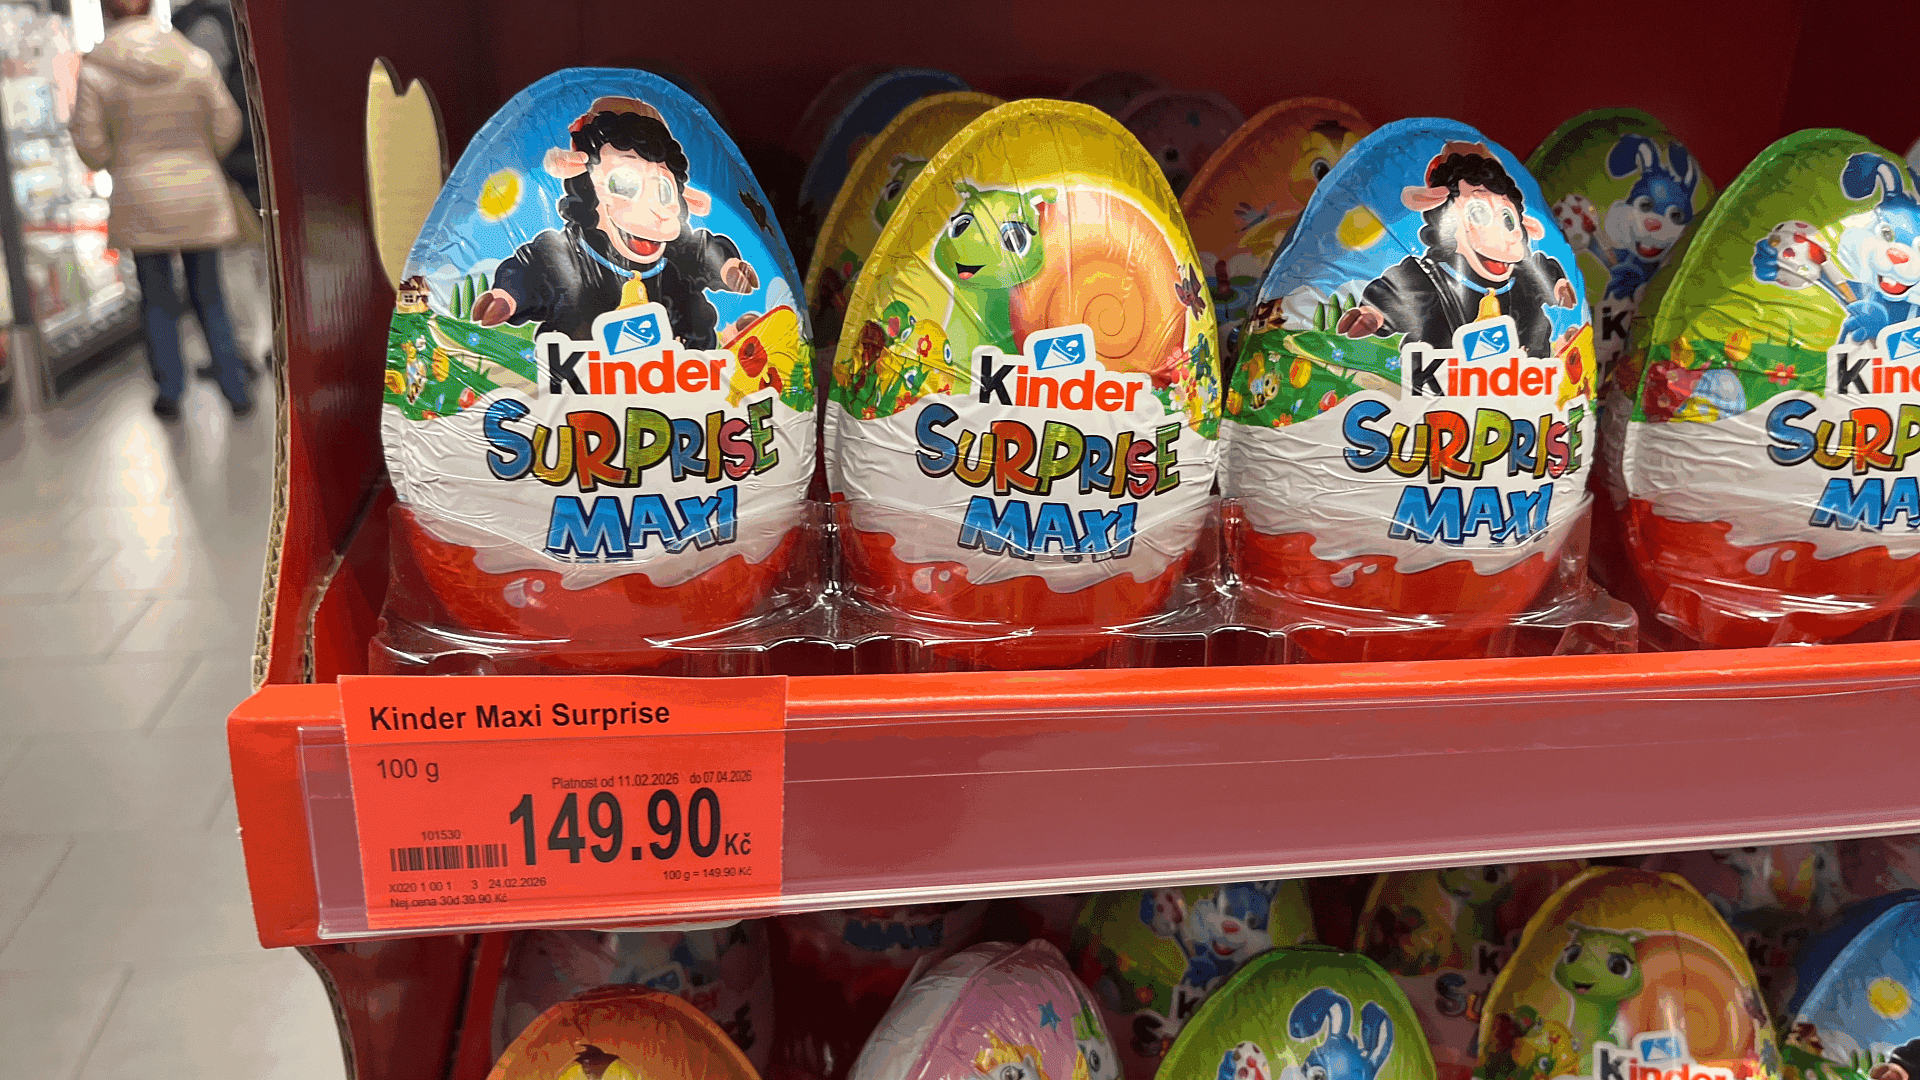 Kinder
SURPRISE
MAXI
Kinder
SURPRISE
MAXI
Kinder
SURPRISE
MAXI
Kinder Maxi Surprise
100 g
Platnost od 11.02.2026 do 07.04.2026
149.90 Kč
101530
100 g = 149.90 Kč
X020 1 00 1 3 24.02.2026
Nej.cena 30d 39.90 Kč
MAXI
Kinder